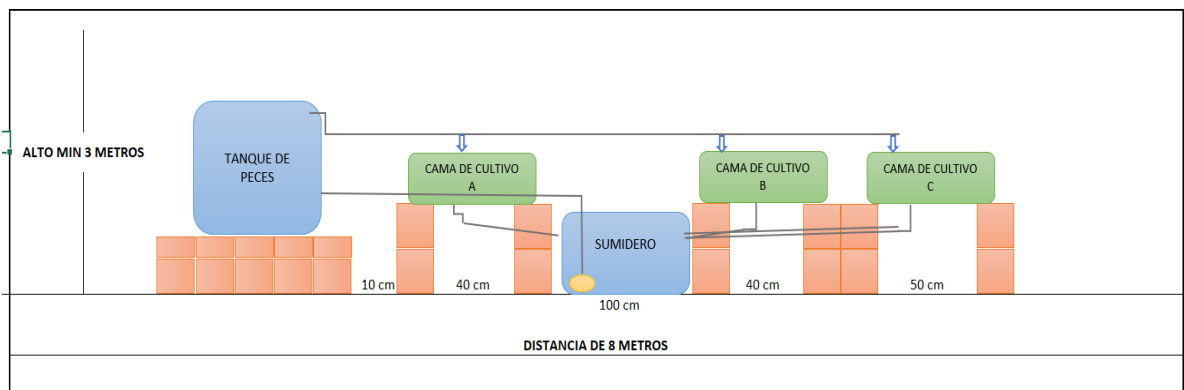 ALTO MIN 3 METROS
TANQUE DE
PECES
CAMA DE CULTIVO
A
CAMA DE CULTIVO
B
CAMA DE CULTIVO
C
SUMIDERO
10 cm
40 cm
100 cm
40 cm
50 cm
DISTANCIA DE 8 METROS